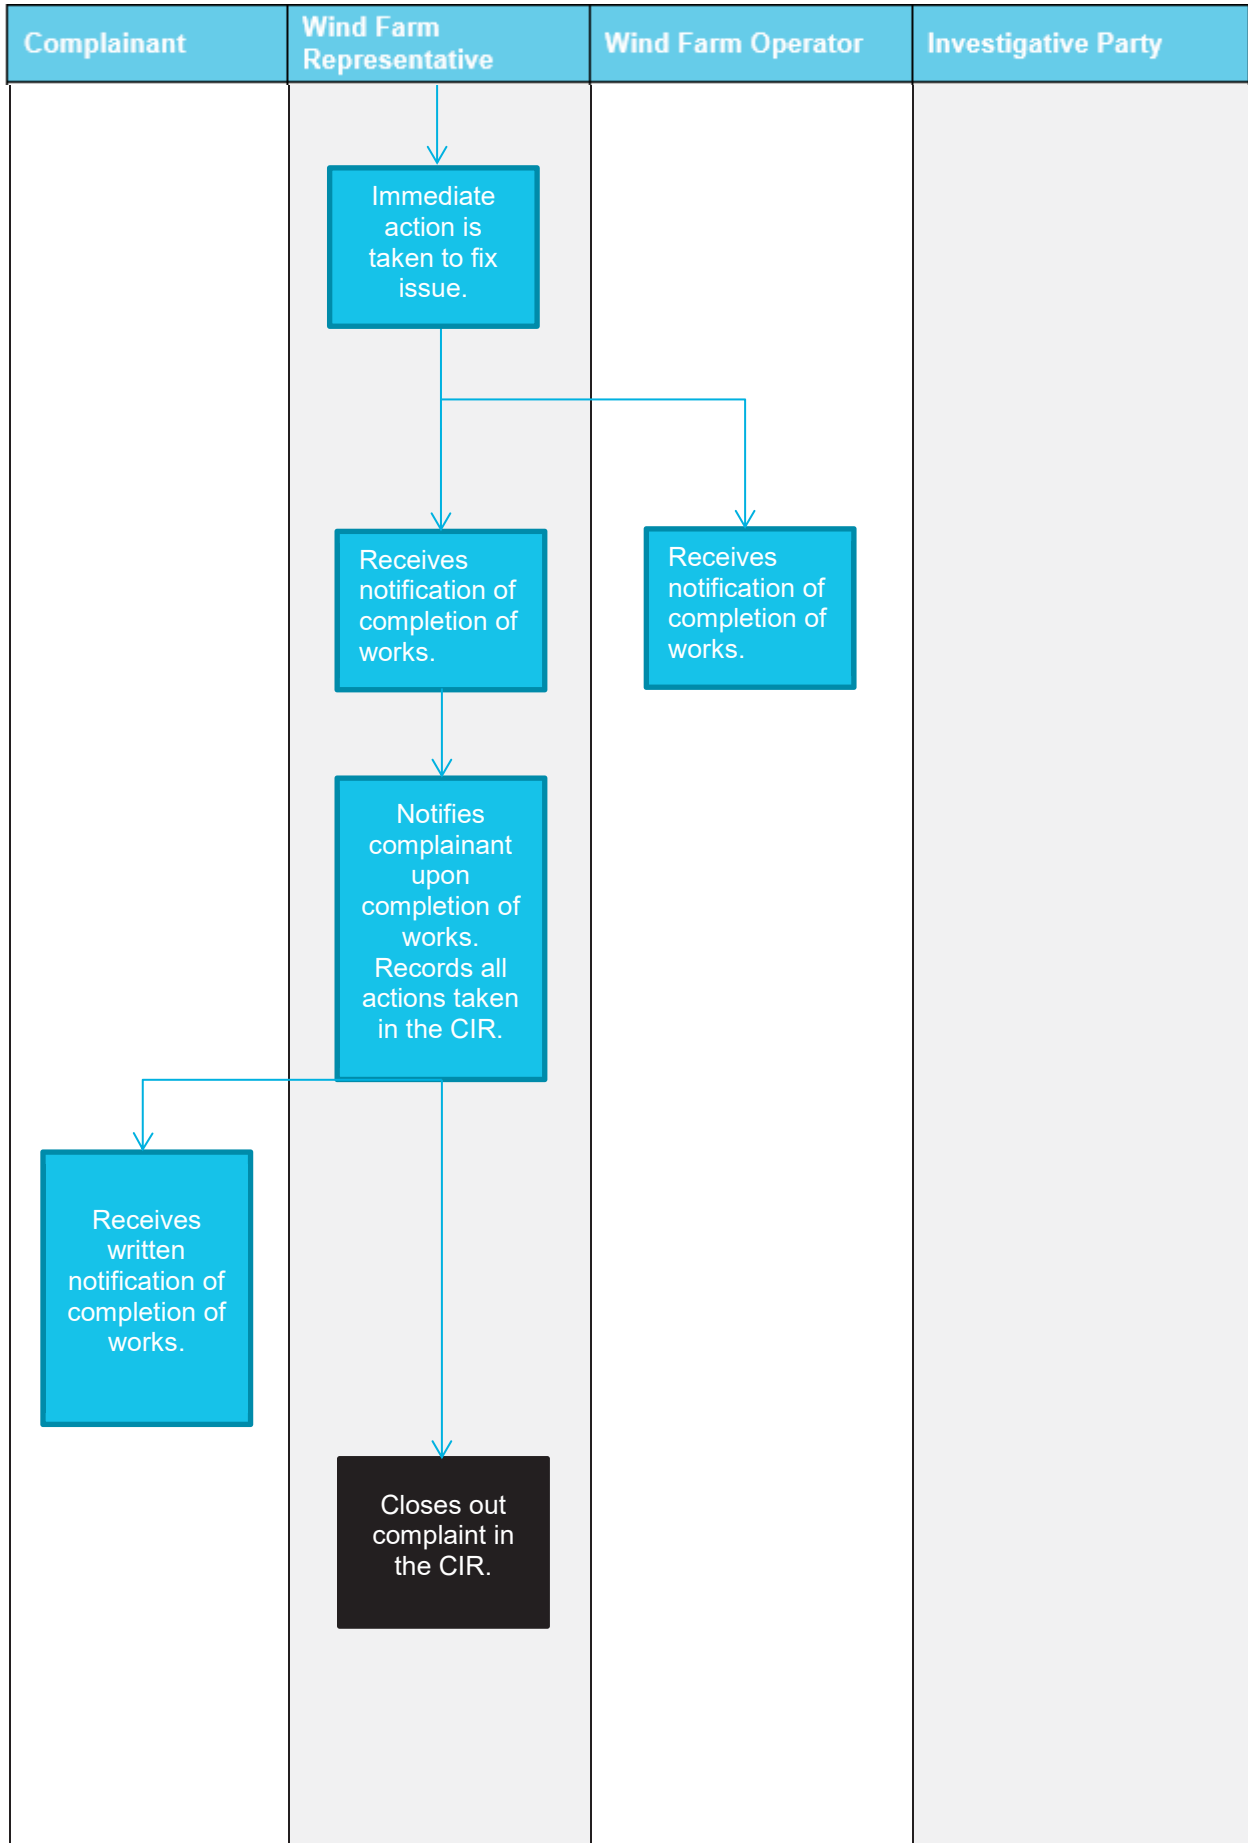 Complainant
Wind Farm
Representative
Wind Farm Operator
Investigative Party
Immediate
action is
taken to fix
issue.
Receives
notification of
completion of
works.
Receives
notification of
completion of
works.
Notifies
complainant
upon
completion of
works.
Records all
actions taken
in the CIR.
Receives
written
notification of
completion of
works.
Closes out
complaint in
the CIR.